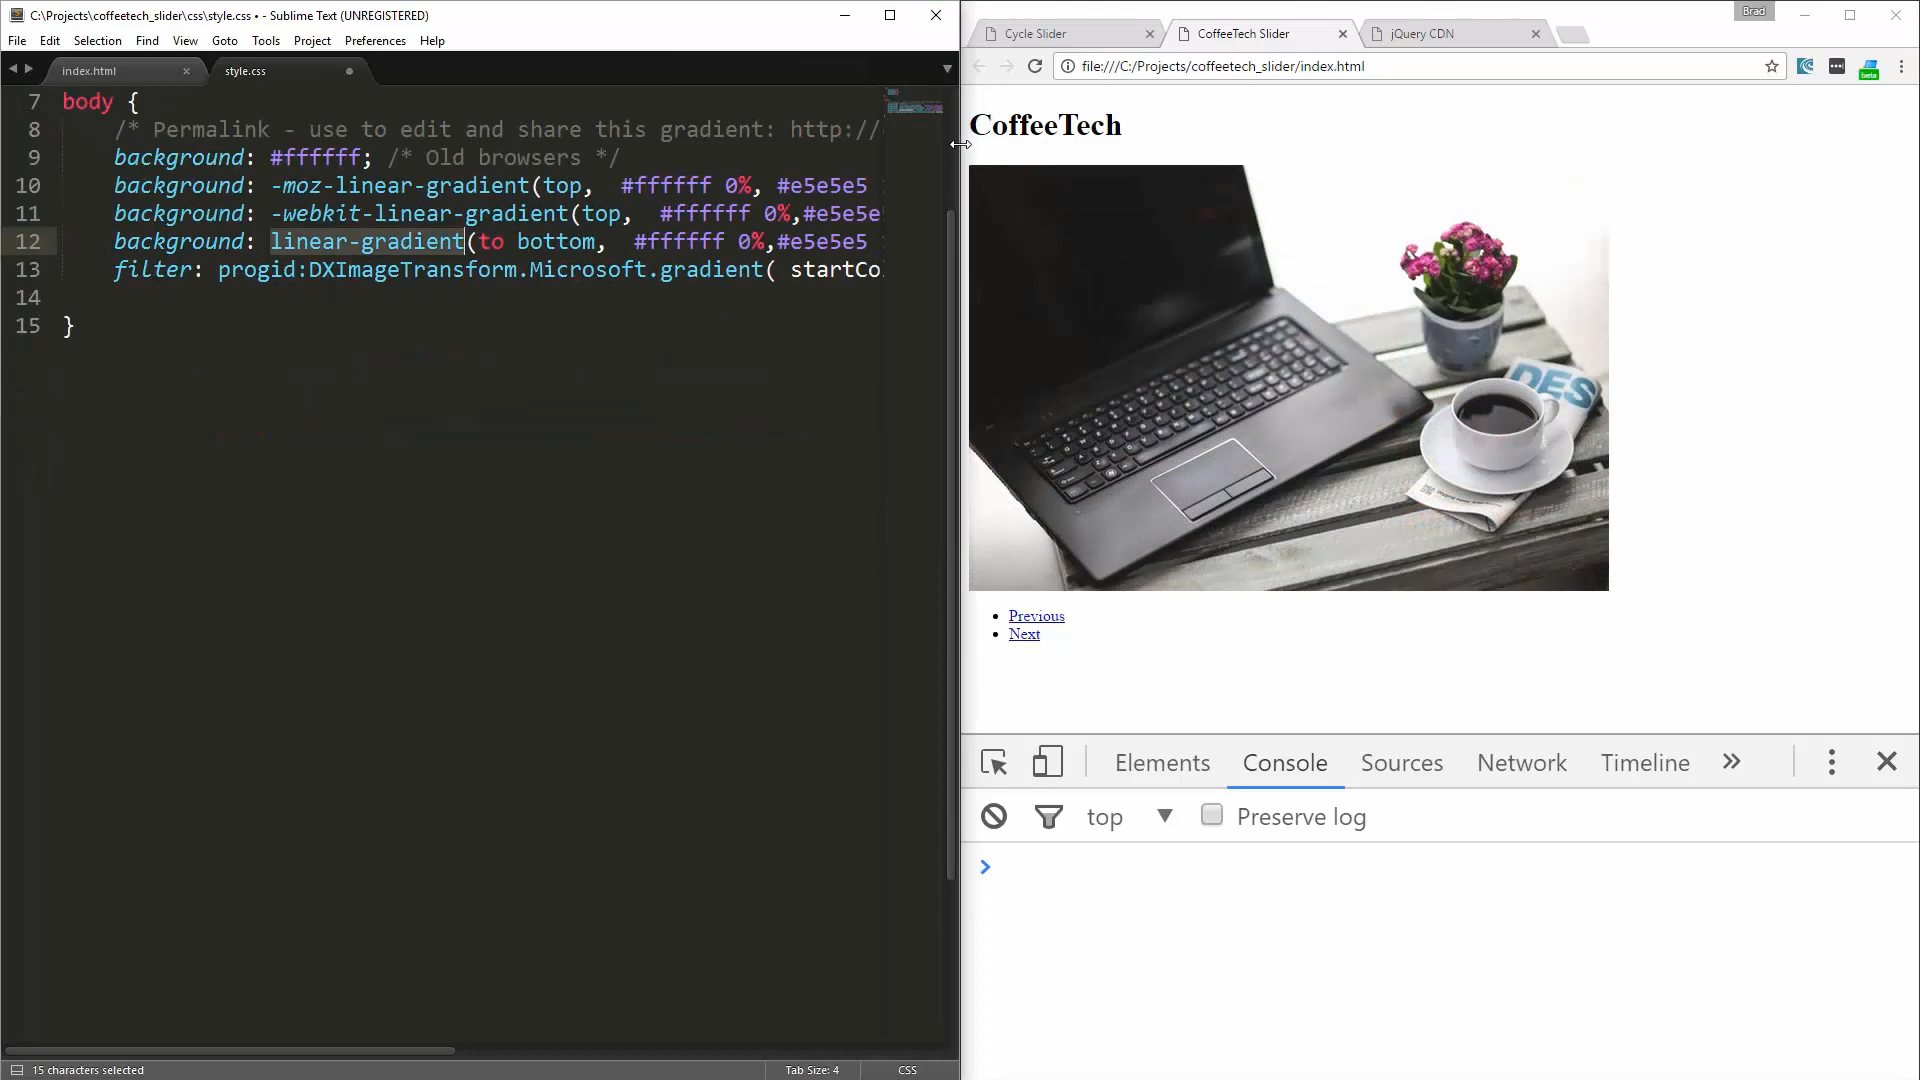 C:\Projects\coffeetech_slider\css\style.css • - Sublime Text (UNREGISTERED)
File Edit Selection Find View Goto Tools Project Preferences Help
index.html
style.css
7 body {
8 /* Permalink - use to edit and share this gradient: http://
9 background: #ffffff; /* Old browsers */
10 background: -moz-linear-gradient(top, #ffffff 0%, #e5e5e5
11 background: -webkit-linear-gradient(top, #ffffff 0%,#e5e5e
12 background: linear-gradient(to bottom, #ffffff 0%,#e5e5e5
13 filter: progid:DXImageTransform.Microsoft.gradient( startCo
14
15 }
15 characters selected
Tab Size: 4
CSS
Brad
Cycle Slider
CoffeeTech Slider
jQuery CDN
file:///C:/Projects/coffeetech_slider/index.html
beta
CoffeeTech
DES
Previous
Next
Elements Console Sources Network Timeline
top
Preserve log